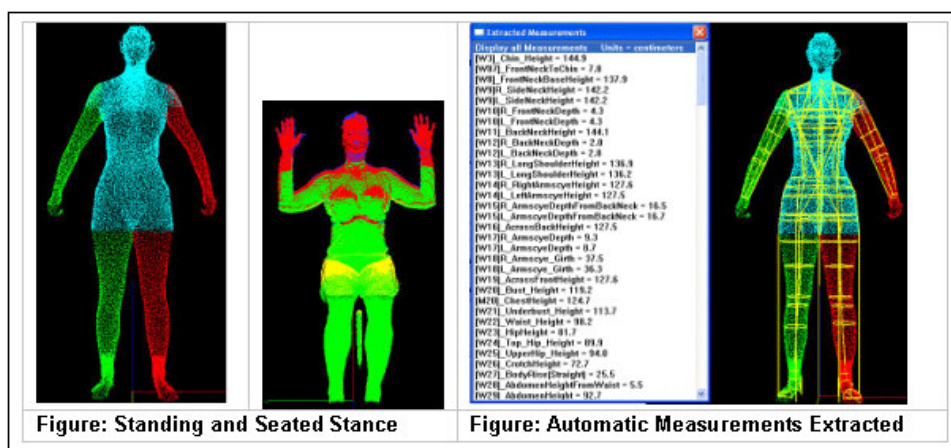 Extracted Measurements
Display all Measurements Units = centimeters
[W3]_Chin_Height = 144.9
[W87]_FrontNeckToChin = 7.0
[W8]_FrontNeckBaseHeight = 137.9
[W9]R_SideNeckHeight = 142.2
[W9]L_SideNeckHeight = 142.2
[W10]R_FrontNeckDepth = 4.3
[W10]L_FrontNeckDepth = 4.3
[W11]_BackNeckHeight = 144.1
[W12]R_BackNeckDepth = 2.0
[W12]L_BackNeckDepth = 2.0
[W13]R_LongShoulderHeight = 136.9
[W13]L_LongShoulderHeight = 136.2
[W14]R_RightArmscyeHeight = 127.6
[W14]L_LeftArmscyeHeight = 127.5
[W15]R_ArmscyeDepthFromBackNeck = 16.5
[W15]L_ArmscyeDepthFromBackNeck = 16.7
[W16]_AcrossBackHeight = 127.5
[W17]R_ArmscyeDepth = 9.3
[W17]L_ArmscyeDepth = 8.7
[W18]R_Armscye_Girth = 37.5
[W18]L_Armscye_Girth = 36.3
[W19]_AcrossFrontHeight = 127.6
[W20]_Bust_Height = 119.2
[M20]_ChestHeight = 124.7
[W21]_Underbust_Height = 113.7
[W22]_Waist_Height = 98.2
[W23]_HipHeight = 81.7
[W24]_Top_Hip_Height = 89.9
[W25]_UpperHip_Height = 94.0
[W26]_CrotchHeight = 72.7
[W27]_BodyRise[Straight] = 25.5
[W28]_AbdomenHeightFromWaist = 5.5
[W29]_AbdomenHeight = 92.7
Figure: Standing and Seated Stance
Figure: Automatic Measurements Extracted